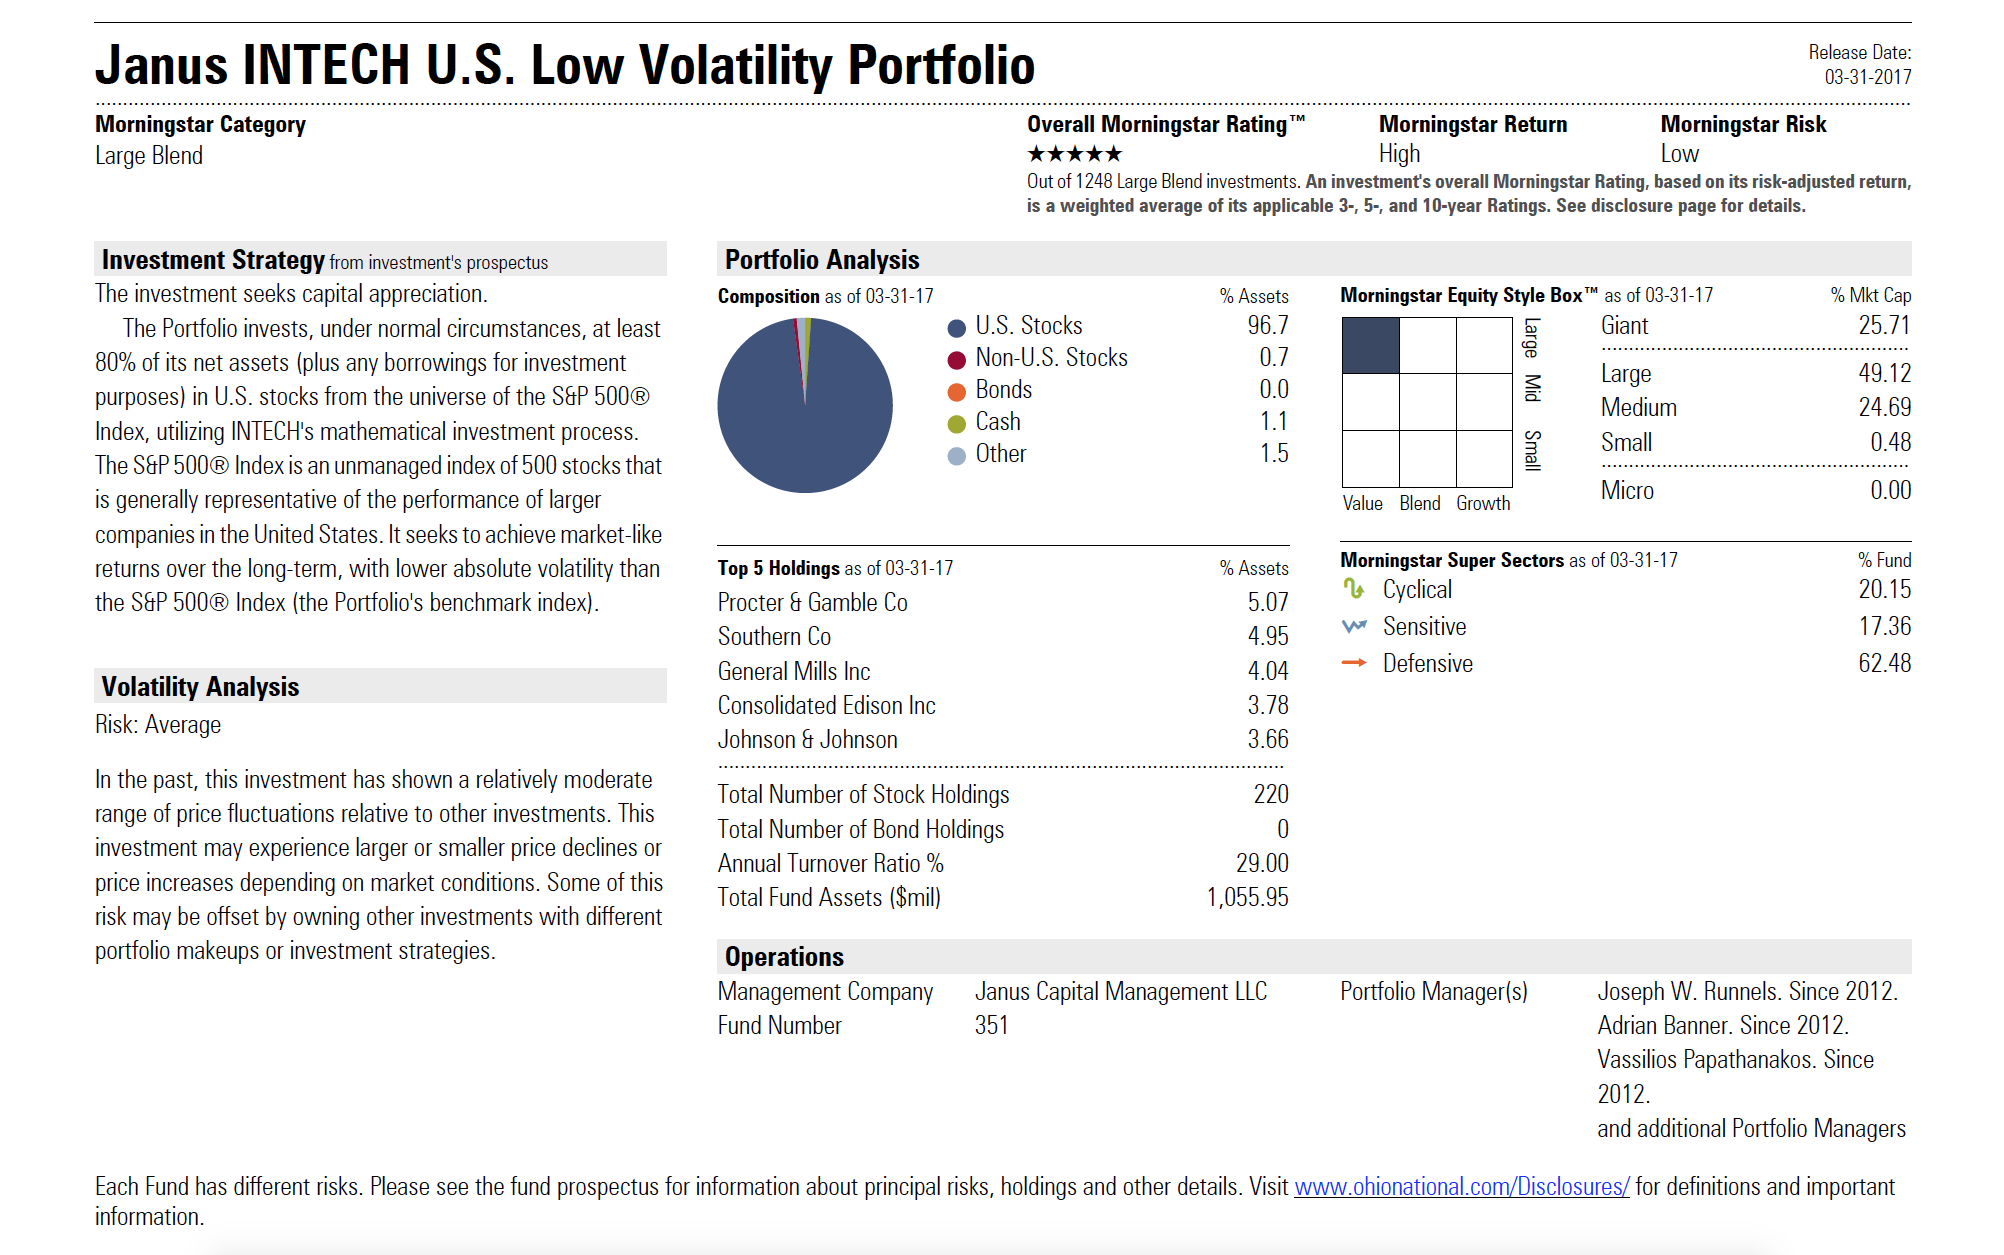 Janus INTECH U.S. Low Volatility Portfolio
Release Date:
03-31-2017
Morningstar Category
Large Blend
Overall Morningstar Rating™ Morningstar Return Morningstar Risk
★★★★★ High Low
Out of 1248 Large Blend investments. An investment's overall Morningstar Rating, based on its risk-adjusted return,
is a weighted average of its applicable 3-, 5-, and 10-year Ratings. See disclosure page for details.
Investment Strategy from investment's prospectus
The investment seeks capital appreciation.
The Portfolio invests, under normal circumstances, at least
80% of its net assets (plus any borrowings for investment
purposes) in U.S. stocks from the universe of the S&P 500®
Index, utilizing INTECH's mathematical investment process.
The S&P 500® Index is an unmanaged index of 500 stocks that
is generally representative of the performance of larger
companies in the United States. It seeks to achieve market-like
returns over the long-term, with lower absolute volatility than
the S&P 500® Index (the Portfolio's benchmark index).
Volatility Analysis
Risk: Average
In the past, this investment has shown a relatively moderate
range of price fluctuations relative to other investments. This
investment may experience larger or smaller price declines or
price increases depending on market conditions. Some of this
risk may be offset by owning other investments with different
portfolio makeups or investment strategies.
Portfolio Analysis
Composition as of 03-31-17 % Assets
U.S. Stocks 96.7
Non-U.S. Stocks 0.7
Bonds 0.0
Cash 1.1
Other 1.5
Top 5 Holdings as of 03-31-17 % Assets
Procter & Gamble Co 5.07
Southern Co 4.95
General Mills Inc 4.04
Consolidated Edison Inc 3.78
Johnson & Johnson 3.66
Total Number of Stock Holdings 220
Total Number of Bond Holdings 0
Annual Turnover Ratio % 29.00
Total Fund Assets ($mil) 1,055.95
Morningstar Equity Style Box™ as of 03-31-17 % Mkt Cap
Large
Mid
Small
Value Blend Growth
Giant 25.71
Large 49.12
Medium 24.69
Small 0.48
Micro 0.00
Morningstar Super Sectors as of 03-31-17 % Fund
Cyclical 20.15
Sensitive 17.36
Defensive 62.48
Operations
Management Company Janus Capital Management LLC
Fund Number 351
Portfolio Manager(s) Joseph W. Runnels. Since 2012.
Adrian Banner. Since 2012.
Vassilios Papathanakos. Since
2012.
and additional Portfolio Managers
Each Fund has different risks. Please see the fund prospectus for information about principal risks, holdings and other details. Visit www.ohionational.com/Disclosures/ for definitions and important
information.